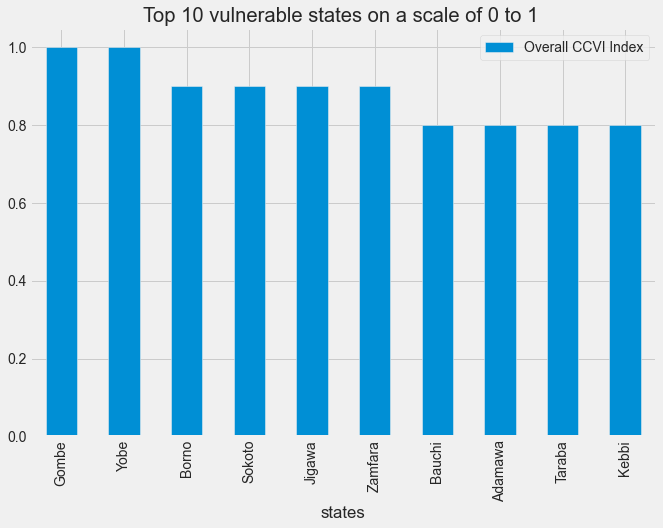 Top 10 vulnerable states on a scale of 0 to 1
Overall CCVI Index
1.0
0.8
0.6
0.4
0.2
0.0
Gombe
Yobe
Borno
Sokoto
Jigawa
Zamfara
Bauchi
Adamawa
Taraba
Kebbi
states